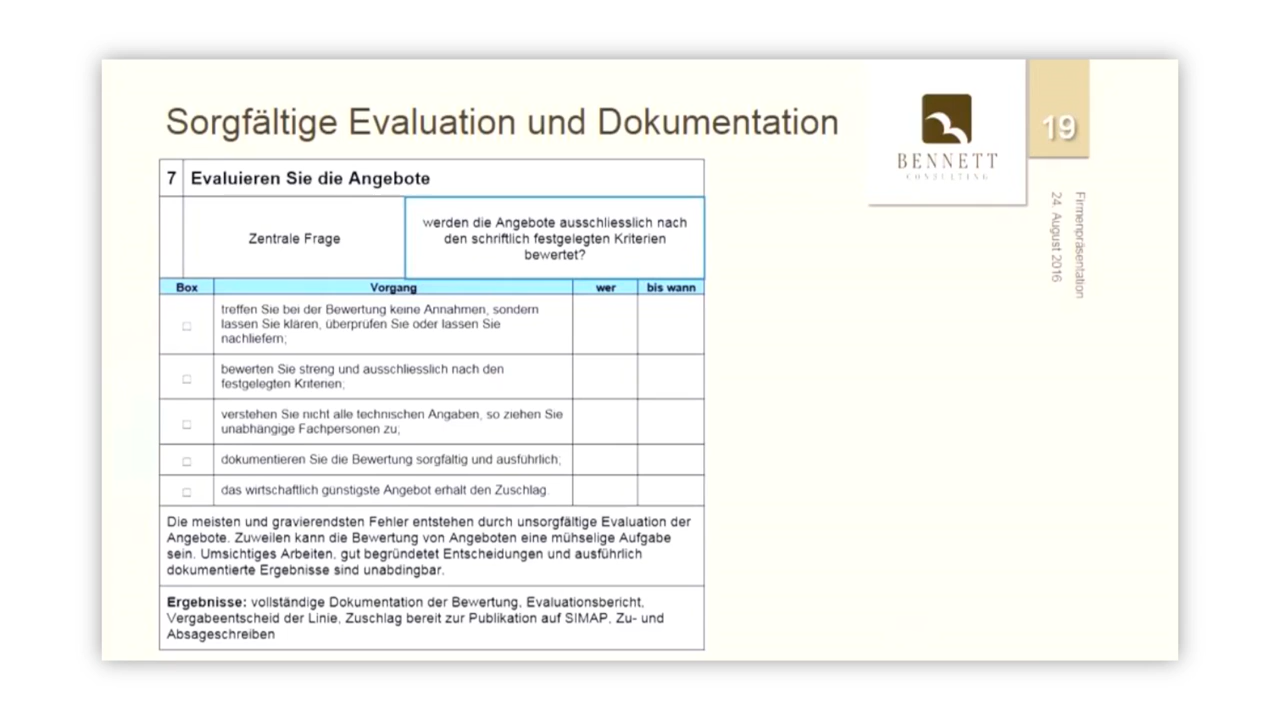 Sorgfältige Evaluation und Dokumentation
BENNETT
CONSULTING
19
Firmenpräsentation
24. August 2016
7 Evaluieren Sie die Angebote
Zentrale Frage
werden die Angebote ausschliesslich nach
den schriftlich festgelegten Kriterien
bewertet?
Box Vorgang wer bis wann
treffen Sie bei der Bewertung keine Annahmen, sondern
lassen Sie klären, überprüfen Sie oder lassen Sie
nachliefern;
bewerten Sie streng und ausschliesslich nach den
festgelegten Kriterien;
verstehen Sie nicht alle technischen Angaben, so ziehen Sie
unabhängige Fachpersonen zu;
dokumentieren Sie die Bewertung sorgfältig und ausführlich;
das wirtschaftlich günstigste Angebot erhält den Zuschlag.
Die meisten und gravierendsten Fehler entstehen durch unsorgfältige Evaluation der
Angebote. Zuweilen kann die Bewertung von Angeboten eine mühselige Aufgabe
sein. Umsichtiges Arbeiten, gut begründetet Entscheidungen und ausführlich
dokumentierte Ergebnisse sind unabdingbar.
Ergebnisse: vollständige Dokumentation der Bewertung, Evaluationsbericht,
Vergabeentscheid der Linie, Zuschlag bereit zur Publikation auf SIMAP, Zu- und
Absageschreiben